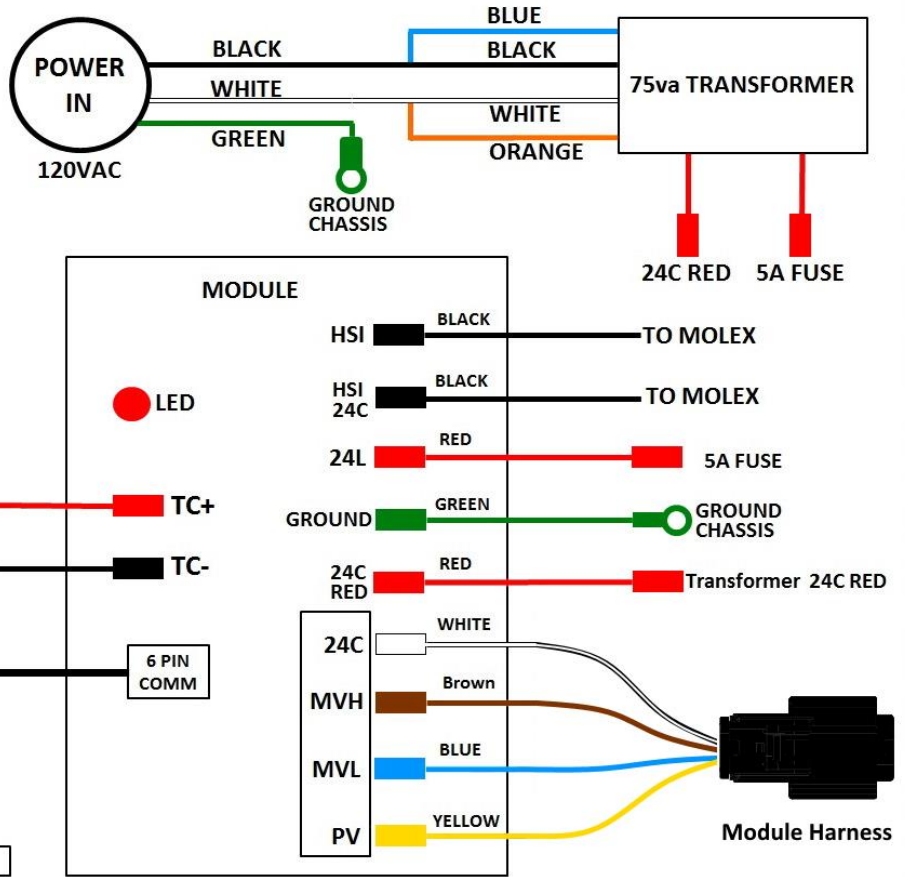 BLUE
BLACK
BLACK
POWER
IN
WHITE
75va TRANSFORMER
WHITE
GREEN
ORANGE
120VAC
GROUND
CHASSIS
24C RED
5A FUSE
MODULE
HSI
BLACK
TO MOLEX
LED
HSI
24C
BLACK
TO MOLEX
24L
RED
5A FUSE
TC+
GROUND
GREEN
GROUND
CHASSIS
TC-
24C
RED
RED
Transformer 24C RED
6 PIN
COMM
24C
WHITE
MVH
Brown
MVL
BLUE
PV
YELLOW
Module Harness